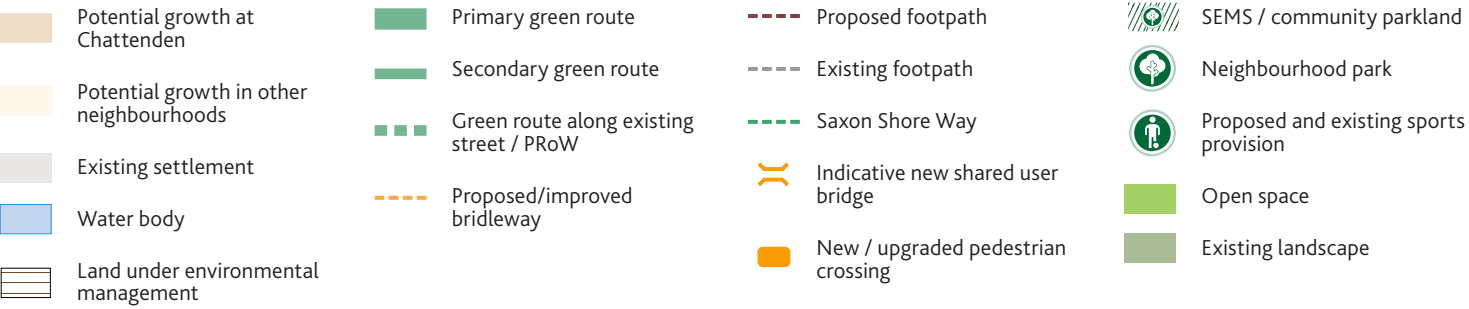 Potential growth at
Chattenden
Potential growth in other
neighbourhoods
Existing settlement
Water body
Land under environmental
management
Primary green route
Secondary green route
Green route along existing
street / PRoW
Proposed/improved
bridleway
Proposed footpath
Existing footpath
Saxon Shore Way
Indicative new shared user
bridge
New / upgraded pedestrian
crossing
SEMS / community parkland
Neighbourhood park
Proposed and existing sports
provision
Open space
Existing landscape